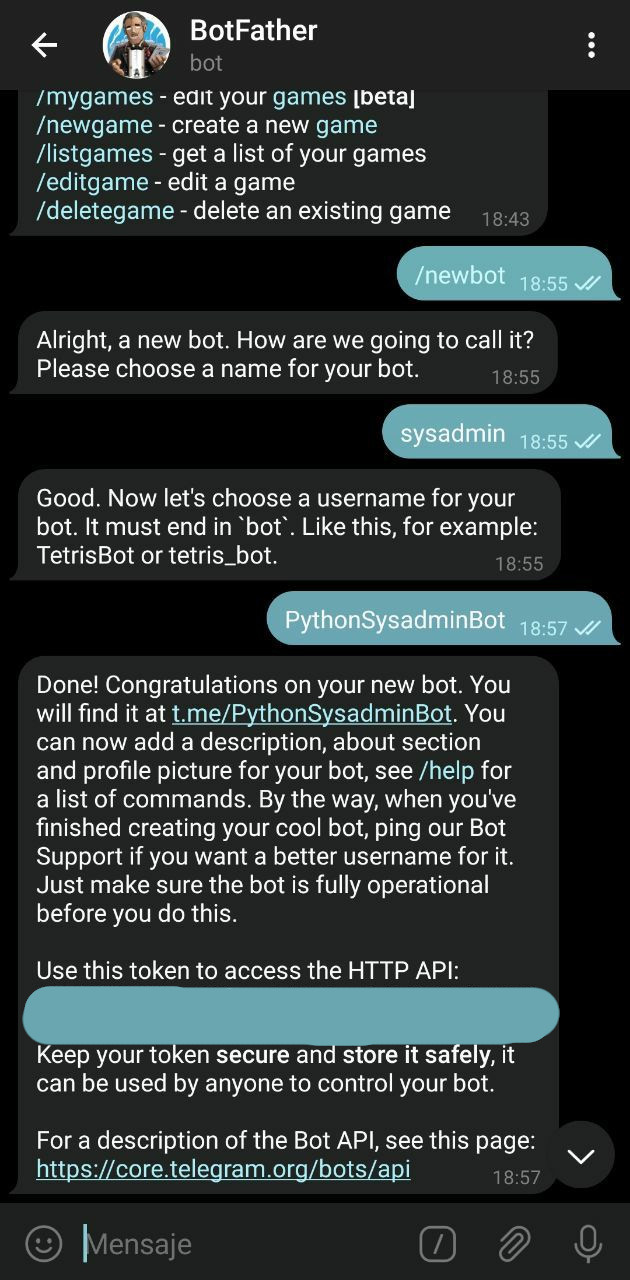 BotFather
bot
/mygames - edit your games [beta]
/newgame - create a new game
/listgames - get a list of your games
/editgame - edit a game
/deletegame - delete an existing game
18:43
/newbot 18:55
Alright, a new bot. How are we going to call it?
Please choose a name for your bot.
18:55
sysadmin 18:55
Good. Now let's choose a username for your
bot. It must end in `bot`. Like this, for example:
TetrisBot or tetris_bot.
18:55
PythonSysadminBot 18:57
Done! Congratulations on your new bot. You
will find it at t.me/PythonSysadminBot. You
can now add a description, about section
and profile picture for your bot, see /help for
a list of commands. By the way, when you've
finished creating your cool bot, ping our Bot
Support if you want a better username for it.
Just make sure the bot is fully operational
before you do this.
Use this token to access the HTTP API:
Keep your token secure and store it safely, it
can be used by anyone to control your bot.
For a description of the Bot API, see this page:
https://core.telegram.org/bots/api
18:57
Mensaje